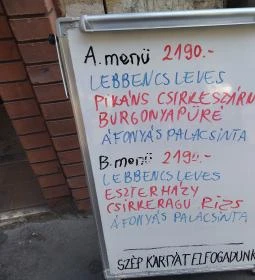 A. menü 2190.-
LEBBENCSLEVES
PIKÁNS CSIRKESZÁRNY
BURGONYAPÜRÉ
ÁFONYÁS PALACSINTA
B. menü 2190.-
LEBBENCSLEVES
ESZTERHÁZY
CSIRKERAGU RIZS
ÁFONYÁS PALACSINTA
SZÉP KÁRTYÁT ELFOGADUNK